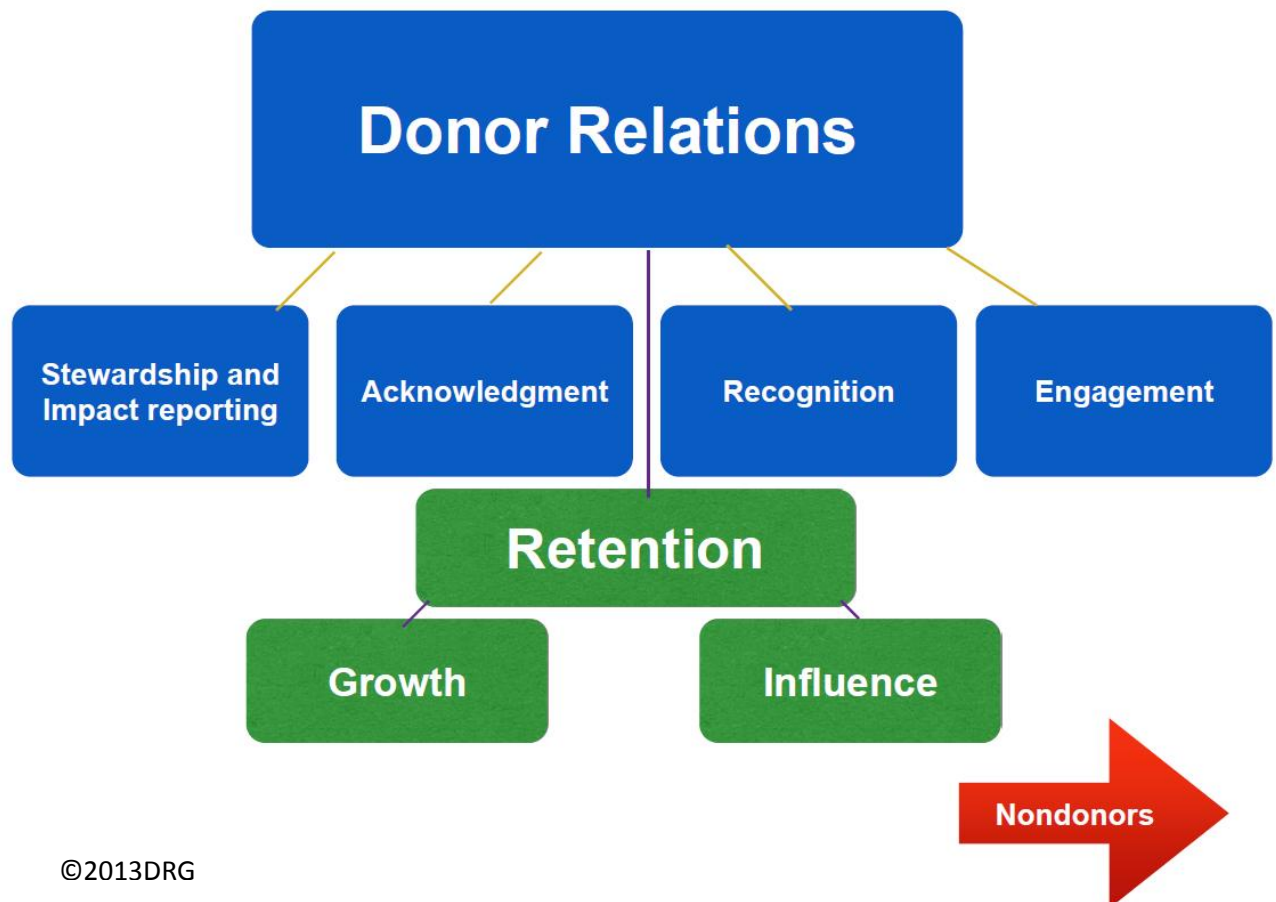 Donor Relations
Stewardship and
Impact reporting
Acknowledgment
Recognition
Engagement
Retention
Growth
Influence
Nondonors
©2013DRG